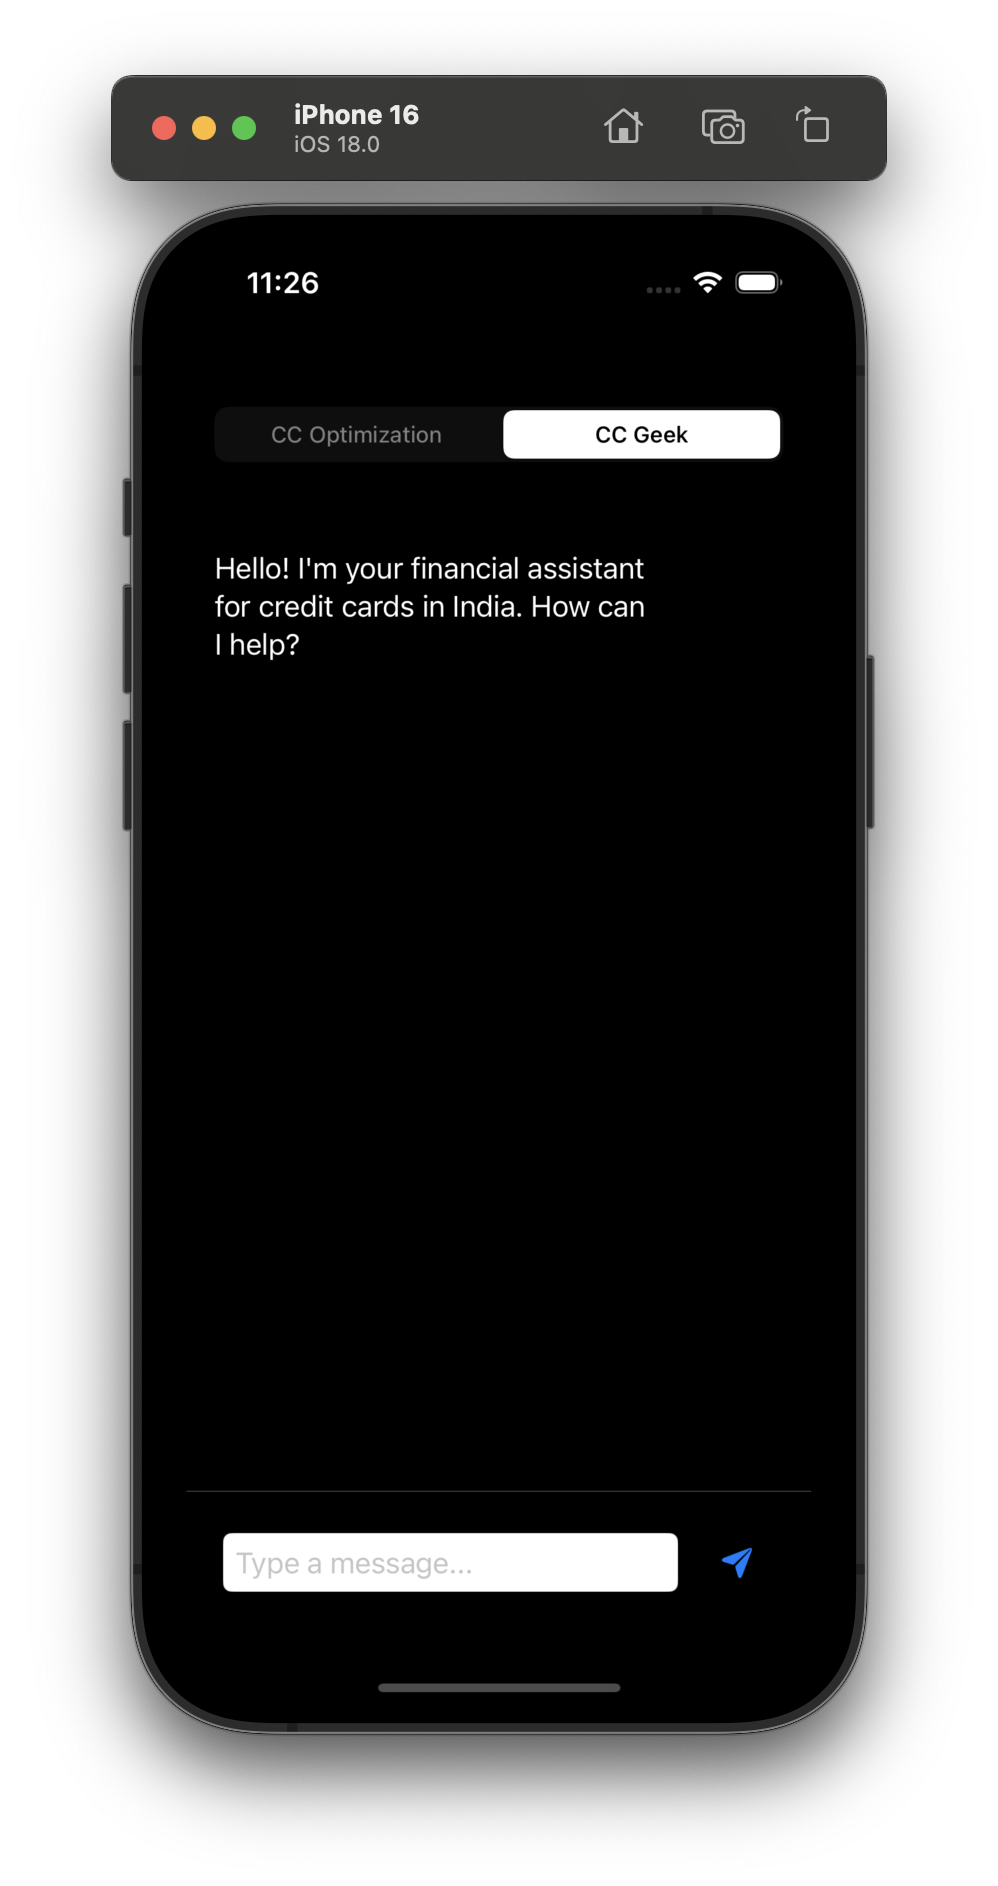 iPhone 16
iOS 18.0
11:26
CC Optimization
CC Geek
Hello! I'm your financial assistant
for credit cards in India. How can
I help?
Type a message...